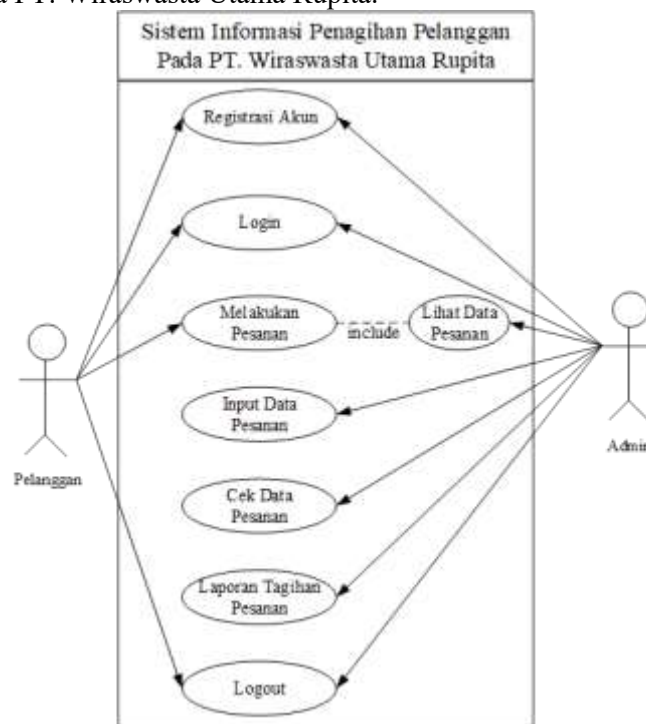 a PT. Wiraswasta Utama Rupita.
Sistem Informasi Penagihan Pelanggan
Pada PT. Wiraswasta Utama Rupita
Registrasi Akun
Login
Melakukan
Pesanan
include
Lihat Data
Pesanan
Input Data
Pesanan
Pelanggan
Admin
Cek Data
Pesanan
Laporan Tagihan
Pesanan
Logout